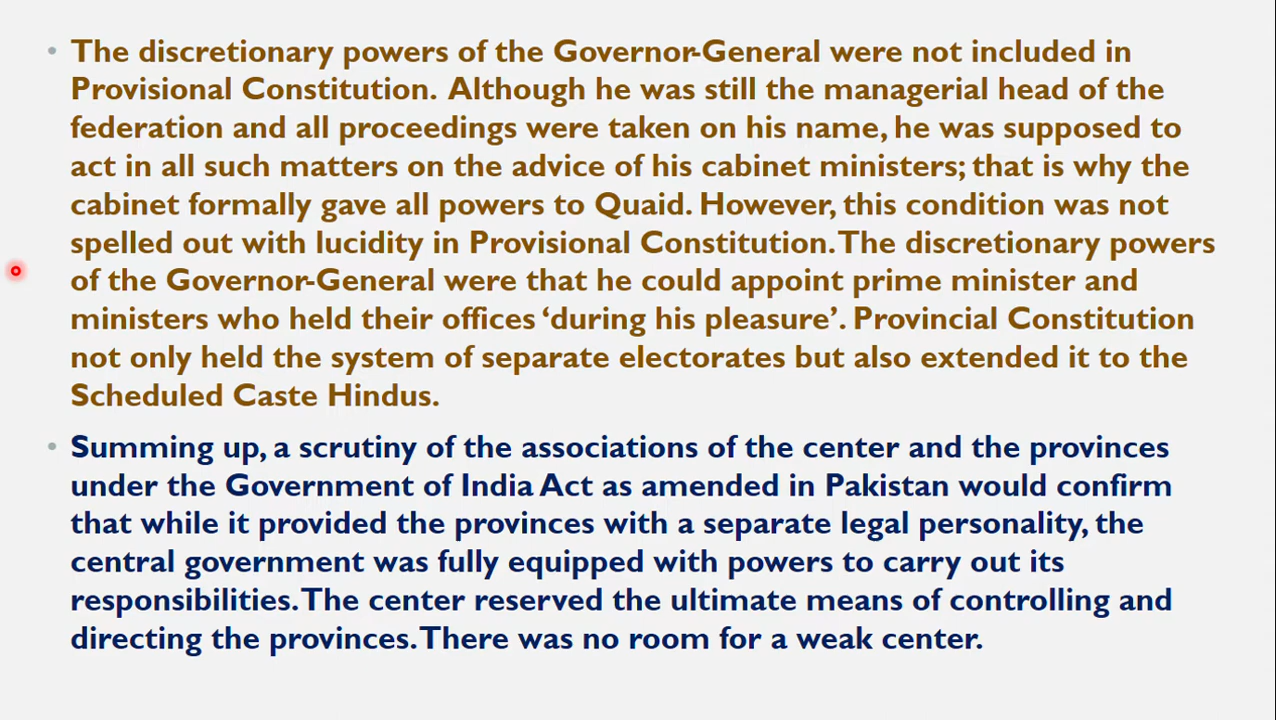 • The discretionary powers of the Governor-General were not included in
Provisional Constitution. Although he was still the managerial head of the
federation and all proceedings were taken on his name, he was supposed to
act in all such matters on the advice of his cabinet ministers; that is why the
cabinet formally gave all powers to Quaid. However, this condition was not
spelled out with lucidity in Provisional Constitution. The discretionary powers
of the Governor-General were that he could appoint prime minister and
ministers who held their offices ‘during his pleasure’. Provincial Constitution
not only held the system of separate electorates but also extended it to the
Scheduled Caste Hindus.
• Summing up, a scrutiny of the associations of the center and the provinces
under the Government of India Act as amended in Pakistan would confirm
that while it provided the provinces with a separate legal personality, the
central government was fully equipped with powers to carry out its
responsibilities. The center reserved the ultimate means of controlling and
directing the provinces. There was no room for a weak center.